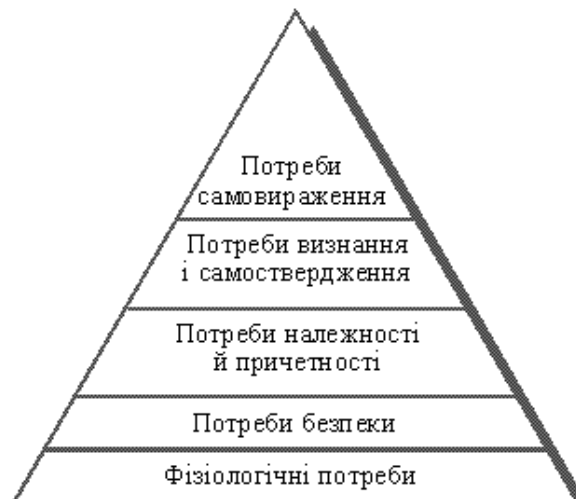 Потреби
самовираження
Потреби визнання
і самоствердження
Потреби належності
й причетності
Потреби безпеки
Фізіологічні потреби